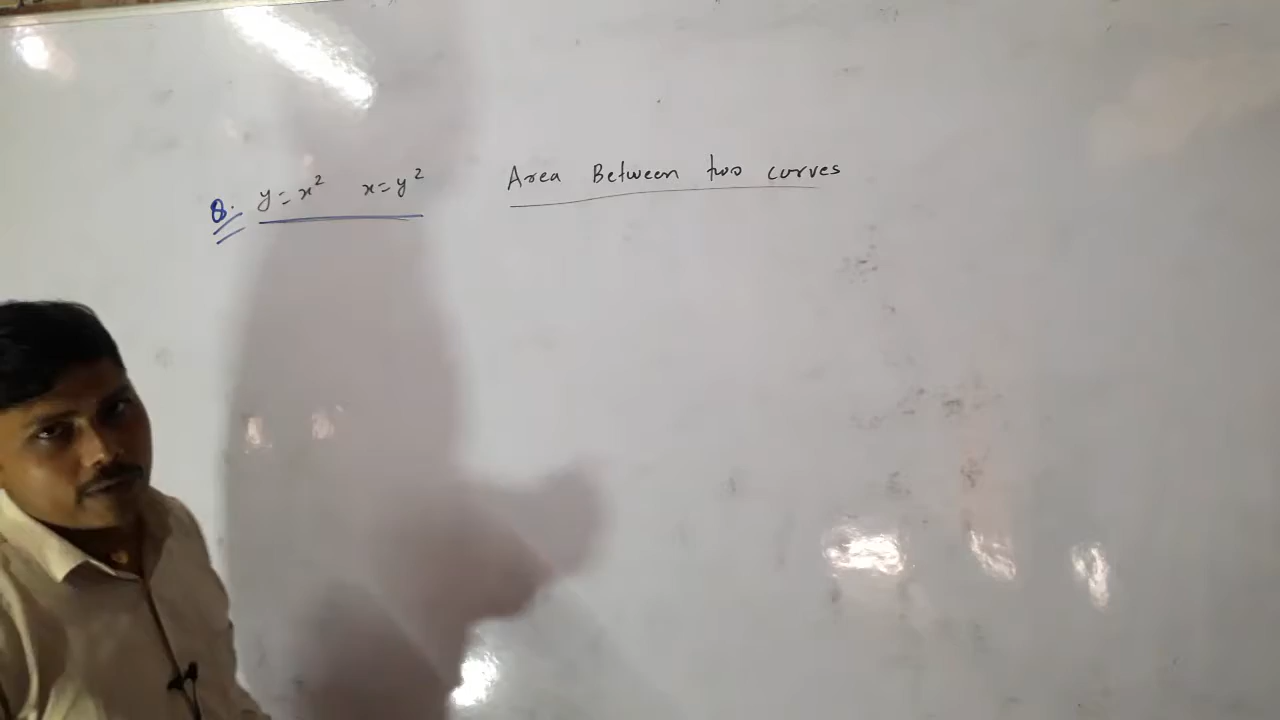 Q. y = x² x = y²
Area Between two curves